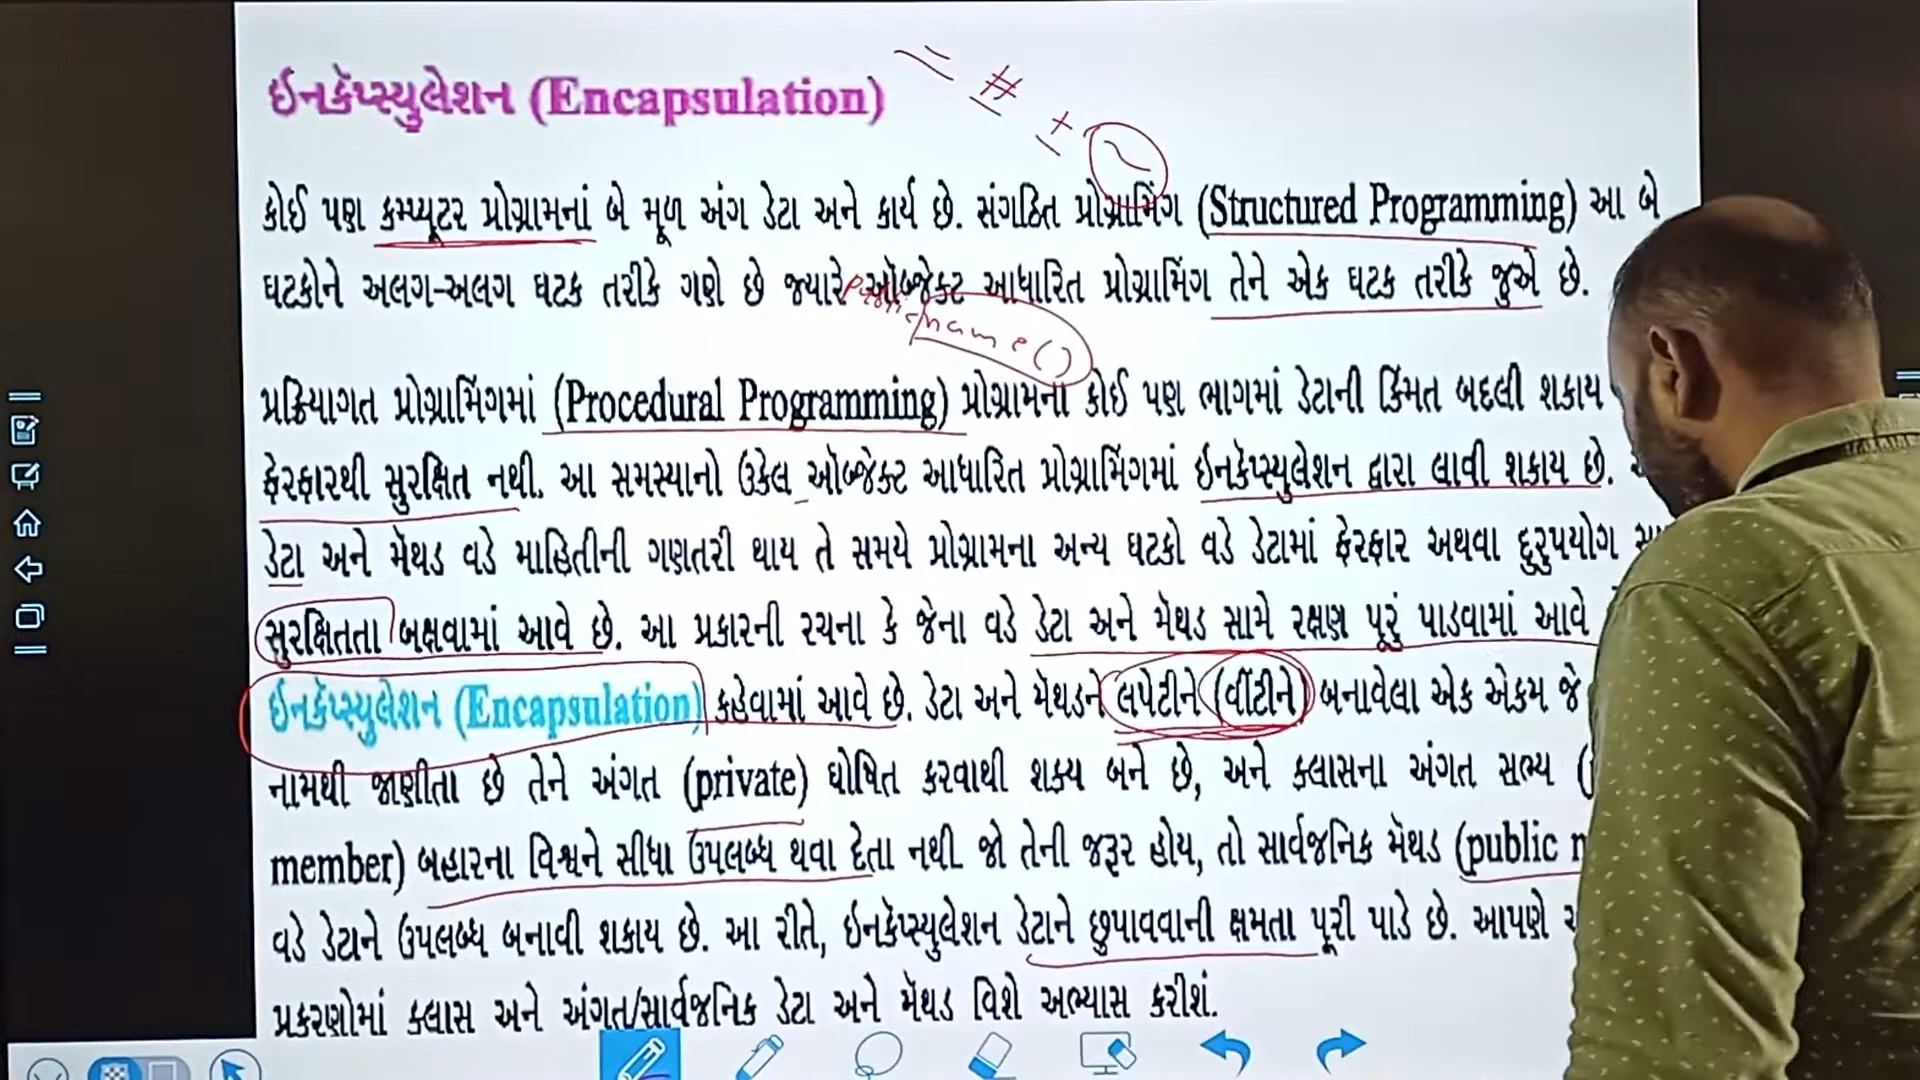 ઈનકૅપ્સ્યુલેશન (Encapsulation)
= # + ~
કોઈ પણ કમ્પ્યૂટર પ્રોગ્રામનાં બે મૂળ અંગ ડેટા અને કાર્ય છે. સંગઠિત પ્રોગ્રામિંગ (Structured Programming) આ બે
ઘટકોને અલગ-અલગ ઘટક તરીકે ગણે છે જ્યારે ઑબ્જેક્ટ આધારિત પ્રોગ્રામિંગ તેને એક ઘટક તરીકે જુએ છે.
Public name()
પ્રક્રિયાગત પ્રોગ્રામિંગમાં (Procedural Programming) પ્રોગ્રામના કોઈ પણ ભાગમાં ડેટાની કિંમત બદલી શકાય
ફેરફારથી સુરક્ષિત નથી. આ સમસ્યાનો ઉકેલ ઑબ્જેક્ટ આધારિત પ્રોગ્રામિંગમાં ઇનકૅપ્સ્યુલેશન દ્વારા લાવી શકાય છે.
ડેટા અને મૅથડ વડે માહિતીની ગણતરી થાય તે સમયે પ્રોગ્રામના અન્ય ઘટકો વડે ડેટામાં ફેરફાર અથવા દુરુપયોગ
સુરક્ષિતતા બક્ષવામાં આવે છે. આ પ્રકારની રચના કે જેના વડે ડેટા અને મૅથડ સામે રક્ષણ પૂરું પાડવામાં આવે
ઈનકૅપ્સ્યુલેશન (Encapsulation) કહેવામાં આવે છે. ડેટા અને મૅથડને લપેટીને (વીંટીને) બનાવેલા એક એકમ જે
નામથી જાણીતા છે તેને અંગત (private) ઘોષિત કરવાથી શક્ય બને છે, અને ક્લાસના અંગત સભ્ય
member) બહારના વિશ્વને સીધા ઉપલબ્ધ થવા દેતા નથી. જો તેની જરૂર હોય, તો સાર્વજનિક મૅથડ (public
વડે ડેટાને ઉપલબ્ધ બનાવી શકાય છે. આ રીતે, ઇનકૅપ્સ્યુલેશન ડેટાને છુપાવવાની ક્ષમતા પૂરી પાડે છે. આપણે
પ્રકરણોમાં ક્લાસ અને અંગત/સાર્વજનિક ડેટા અને મૅથડ વિશે અભ્યાસ કરીશું.